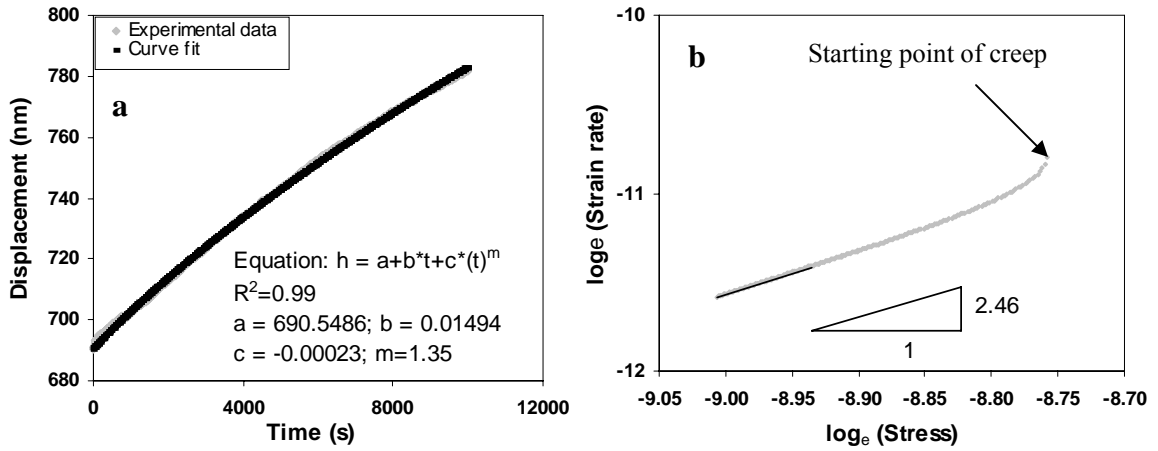 Experimental data
Curve fit
a
Displacement (nm)
800
780
760
740
720
700
680
Equation: h = a+b*t+c*(t)^m
R²=0.99
a = 690.5486; b = 0.01494
c = -0.00023; m=1.35
0
4000
8000
12000
Time (s)
b
Starting point of creep
logₑ (Strain rate)
-10
-11
-12
2.46
1
-9.05
-9.00
-8.95
-8.90
-8.85
-8.80
-8.75
-8.70
logₑ (Stress)